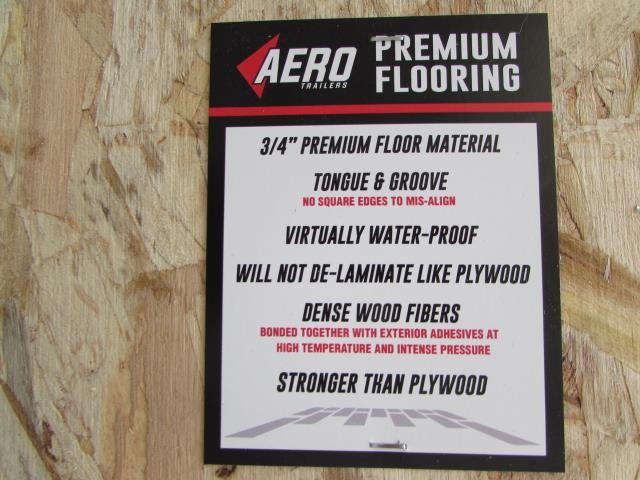 AERO
TRAILERS
PREMIUM
FLOORING
3/4" PREMIUM FLOOR MATERIAL
TONGUE & GROOVE
NO SQUARE EDGES TO MIS-ALIGN
VIRTUALLY WATER-PROOF
WILL NOT DE-LAMINATE LIKE PLYWOOD
DENSE WOOD FIBERS
BONDED TOGETHER WITH EXTERIOR ADHESIVES AT
HIGH TEMPERATURE AND INTENSE PRESSURE
STRONGER THAN PLYWOOD